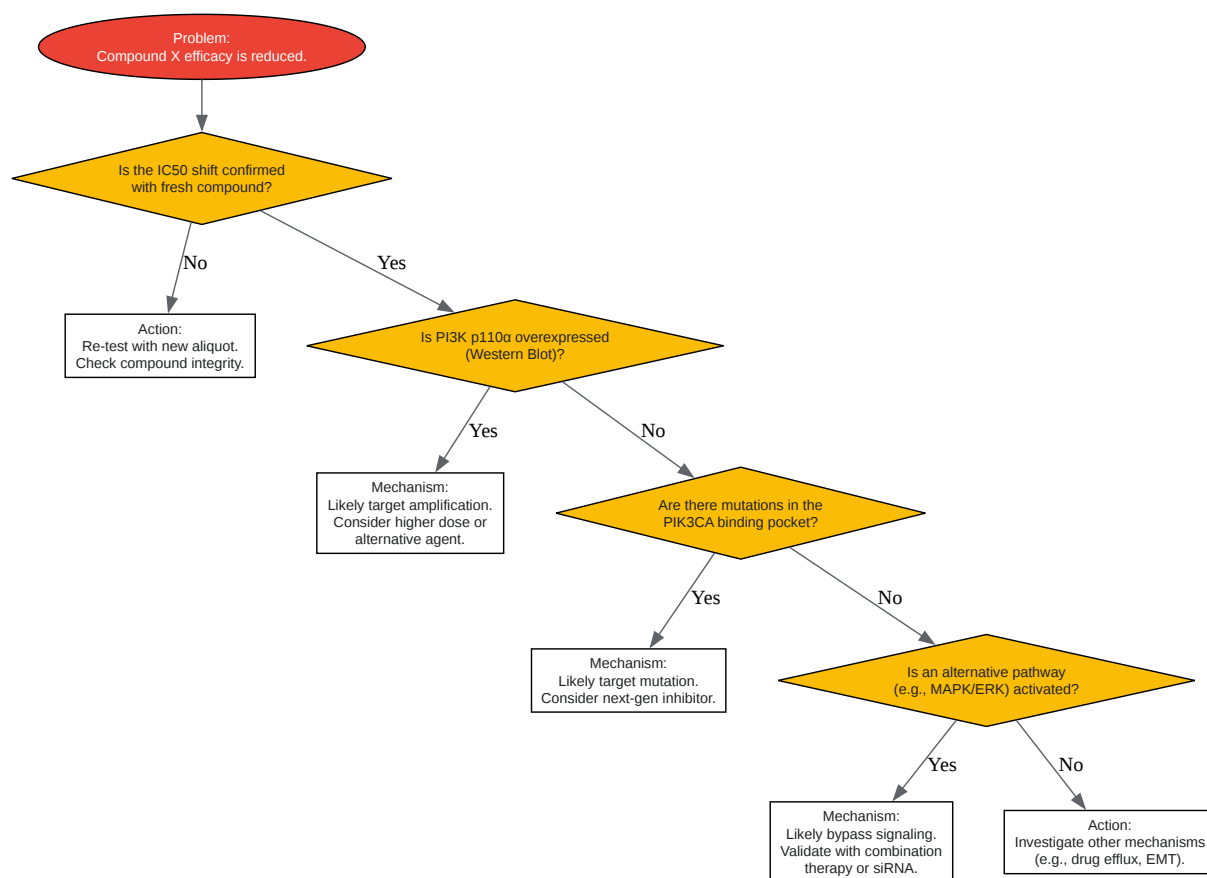 Problem:
Compound X efficacy is reduced.
Is the IC50 shift confirmed
with fresh compound?
No
Yes
Action:
Re-test with new aliquot.
Check compound integrity.
Is PI3K p110α overexpressed
(Western Blot)?
Yes
No
Mechanism:
Likely target amplification.
Consider higher dose or
alternative agent.
Are there mutations in the
PIK3CA binding pocket?
Yes
No
Mechanism:
Likely target mutation.
Consider next-gen inhibitor.
Is an alternative pathway
(e.g., MAPK/ERK) activated?
Yes
No
Mechanism:
Likely bypass signaling.
Validate with combination
therapy or siRNA.
Action:
Investigate other mechanisms
(e.g., drug efflux, EMT).